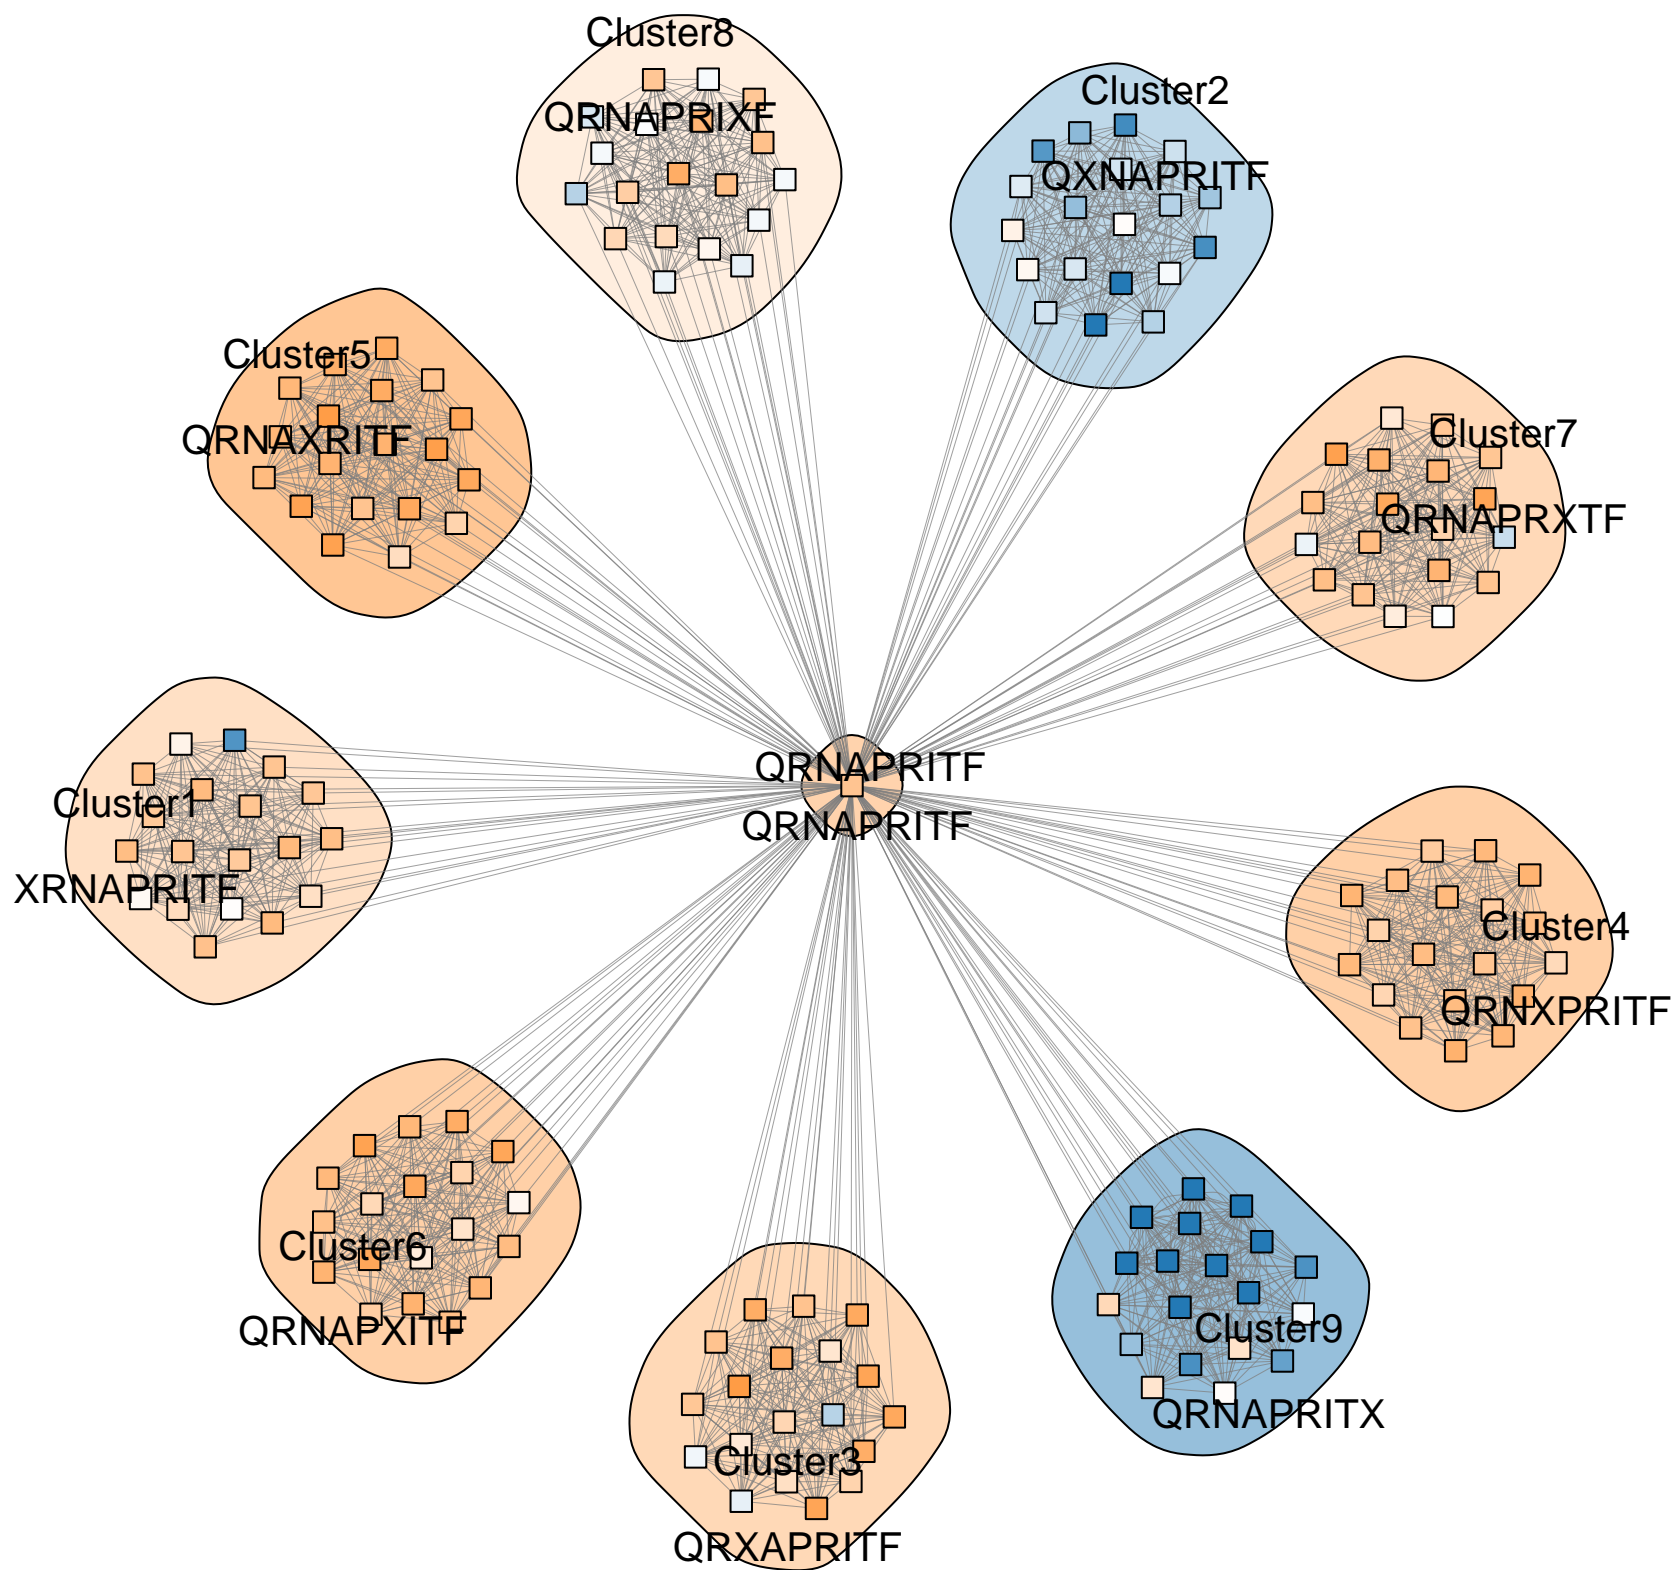 Cluster8
QRNAPRIXF
Cluster2
QXNAPRITF
Cluster5
QRNAXRITF
Cluster7
QRNAPRXTF
QRNAPRITF
QRNAPRITF
Cluster1
XRNAPRITF
Cluster4
QRNXPRITF
Cluster6
QRNAPXITF
Cluster9
QRNAPRITX
Cluster3
QRXAPRITF